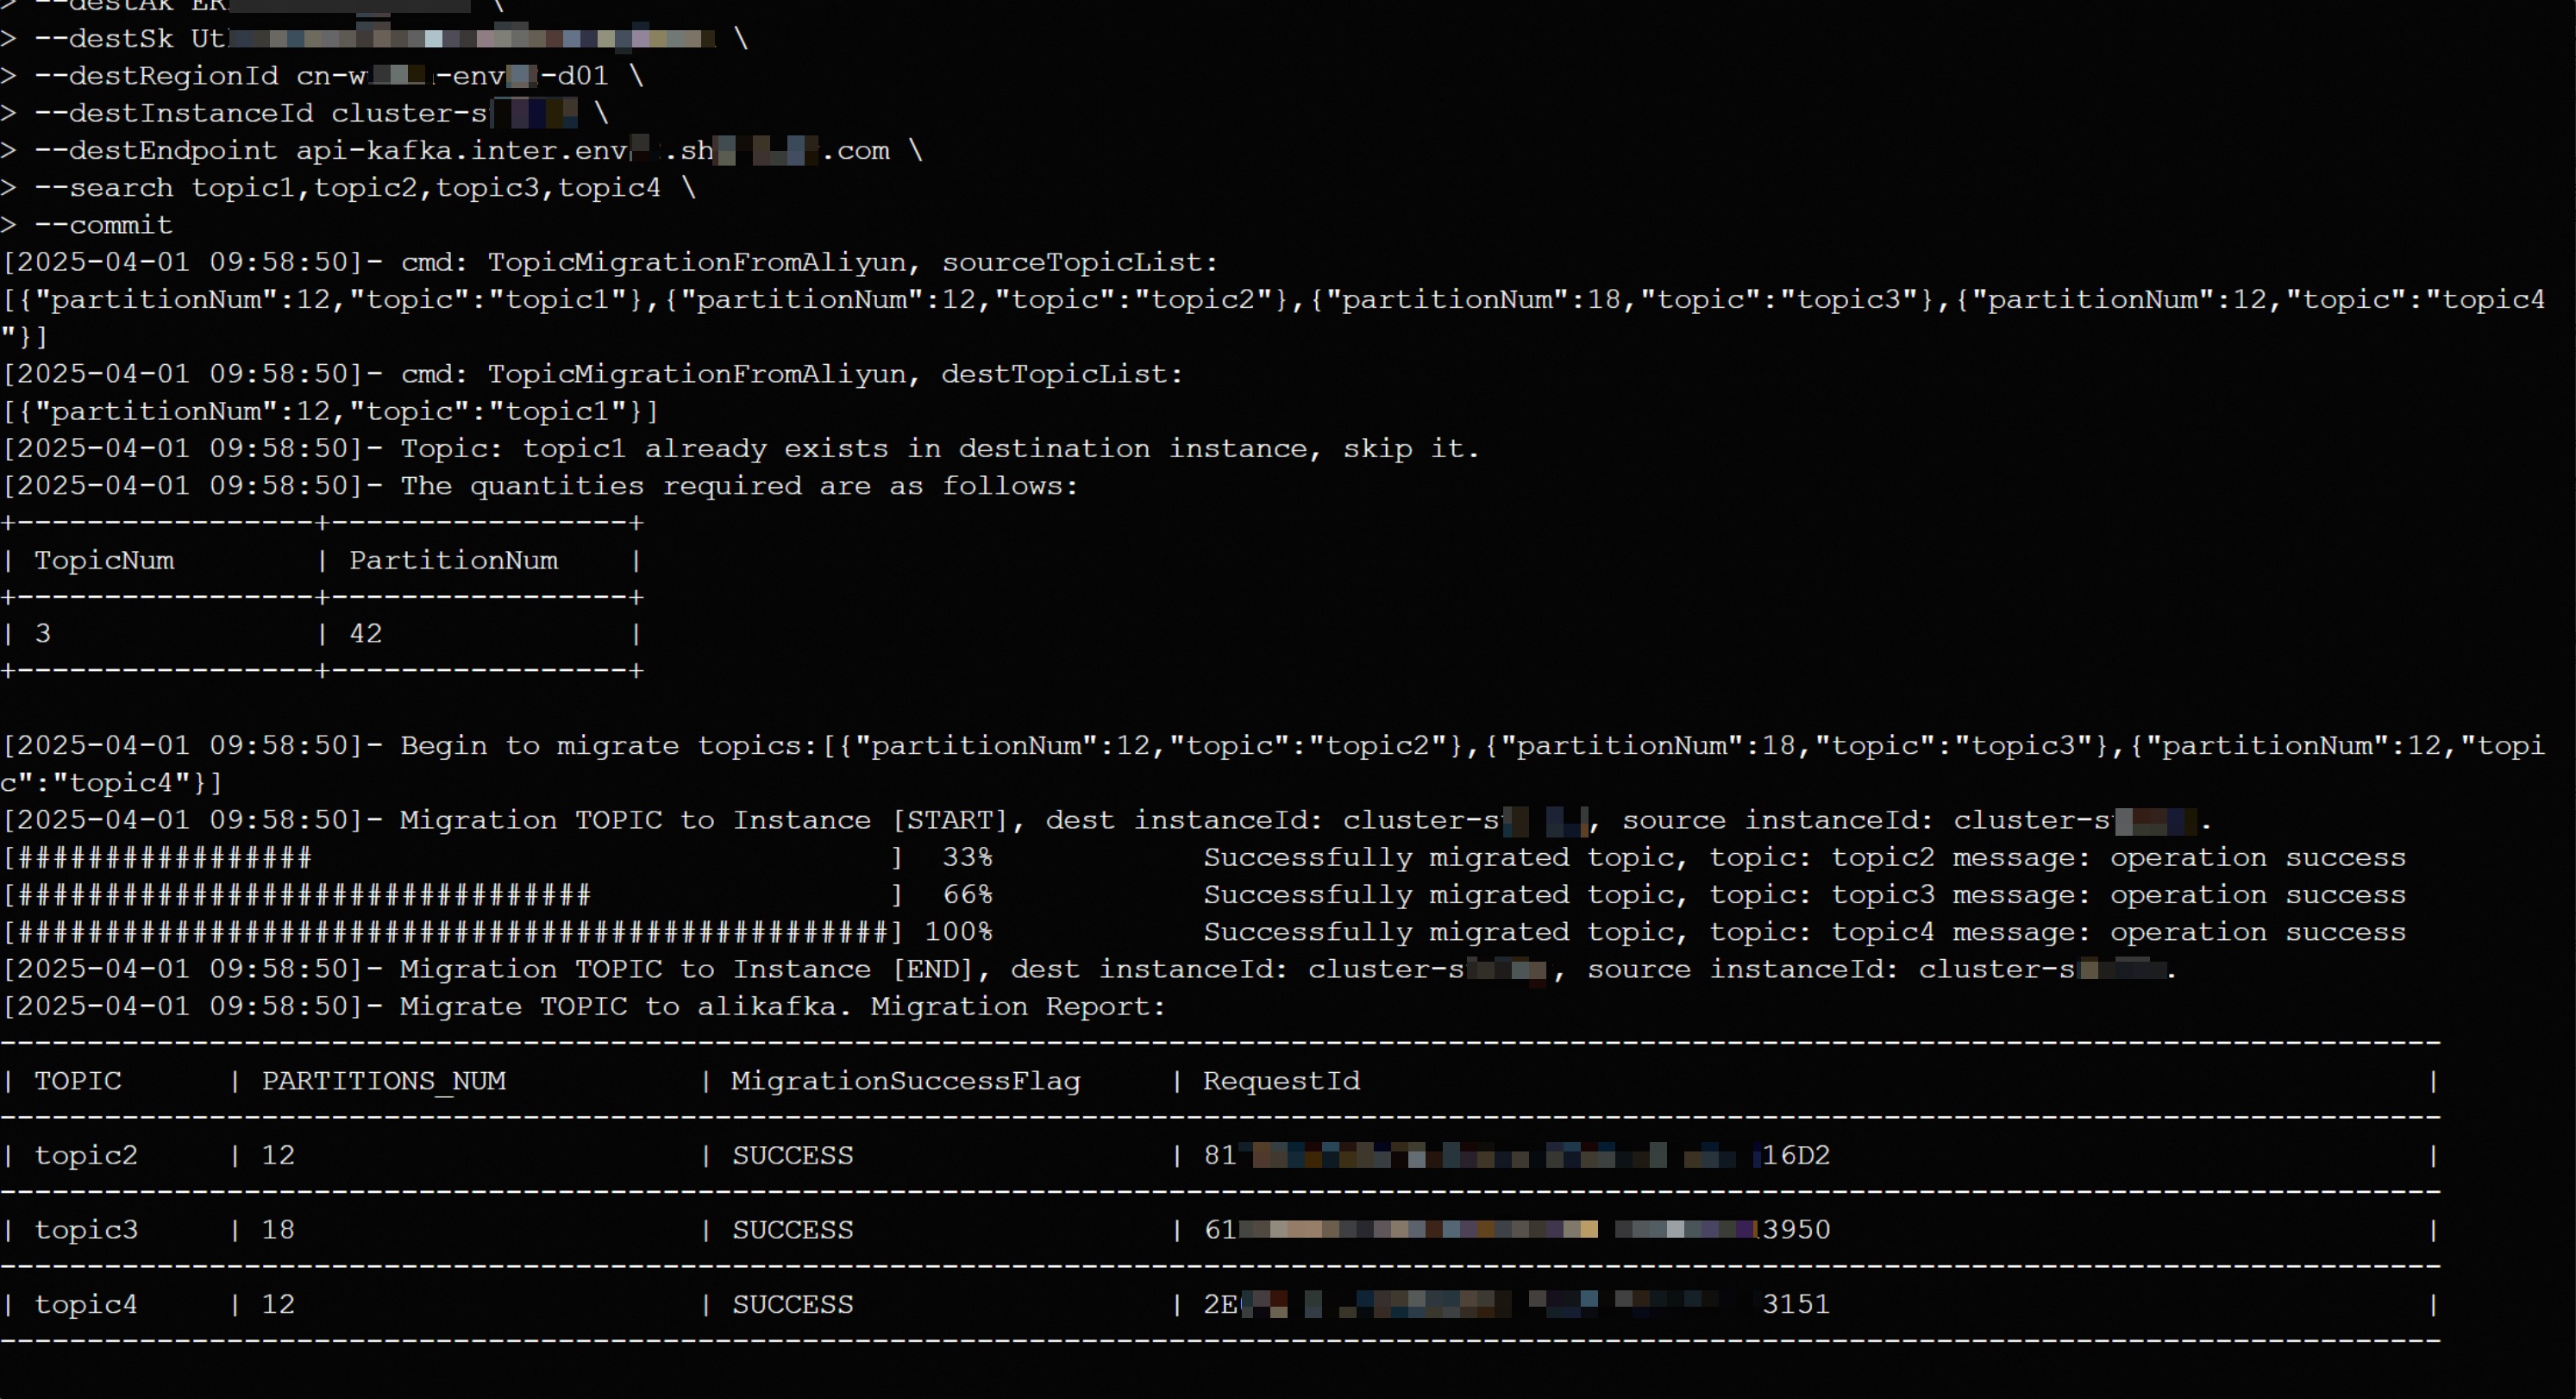 > --destAk ER \
> --destSk Ut \
> --destRegionId cn-w -env -d01 \
> --destInstanceId cluster-s \
> --destEndpoint api-kafka.inter.env .sh .com \
> --search topic1,topic2,topic3,topic4 \
> --commit
[2025-04-01 09:58:50]- cmd: TopicMigrationFromAliyun, sourceTopicList:
[{"partitionNum":12,"topic":"topic1"},{"partitionNum":12,"topic":"topic2"},{"partitionNum":18,"topic":"topic3"},{"partitionNum":12,"topic":"topic4
"}]
[2025-04-01 09:58:50]- cmd: TopicMigrationFromAliyun, destTopicList:
[{"partitionNum":12,"topic":"topic1"}]
[2025-04-01 09:58:50]- Topic: topic1 already exists in destination instance, skip it.
[2025-04-01 09:58:50]- The quantities required are as follows:
+-----------------+-----------------+
| TopicNum | PartitionNum |
+-----------------+-----------------+
| 3 | 42 |
+-----------------+-----------------+
[2025-04-01 09:58:50]- Begin to migrate topics:[{"partitionNum":12,"topic":"topic2"},{"partitionNum":18,"topic":"topic3"},{"partitionNum":12,"topi
c":"topic4"}]
[2025-04-01 09:58:50]- Migration TOPIC to Instance [START], dest instanceId: cluster-s , source instanceId: cluster-s .
[################# ] 33% Successfully migrated topic, topic: topic2 message: operation success
[################################# ] 66% Successfully migrated topic, topic: topic3 message: operation success
[##################################################] 100% Successfully migrated topic, topic: topic4 message: operation success
[2025-04-01 09:58:50]- Migration TOPIC to Instance [END], dest instanceId: cluster-s , source instanceId: cluster-s .
[2025-04-01 09:58:50]- Migrate TOPIC to alikafka. Migration Report:
| TOPIC | PARTITIONS_NUM | MigrationSuccessFlag | RequestId |
| topic2 | 12 | SUCCESS | 81 16D2 |
| topic3 | 18 | SUCCESS | 61 3950 |
| topic4 | 12 | SUCCESS | 2E 3151 |